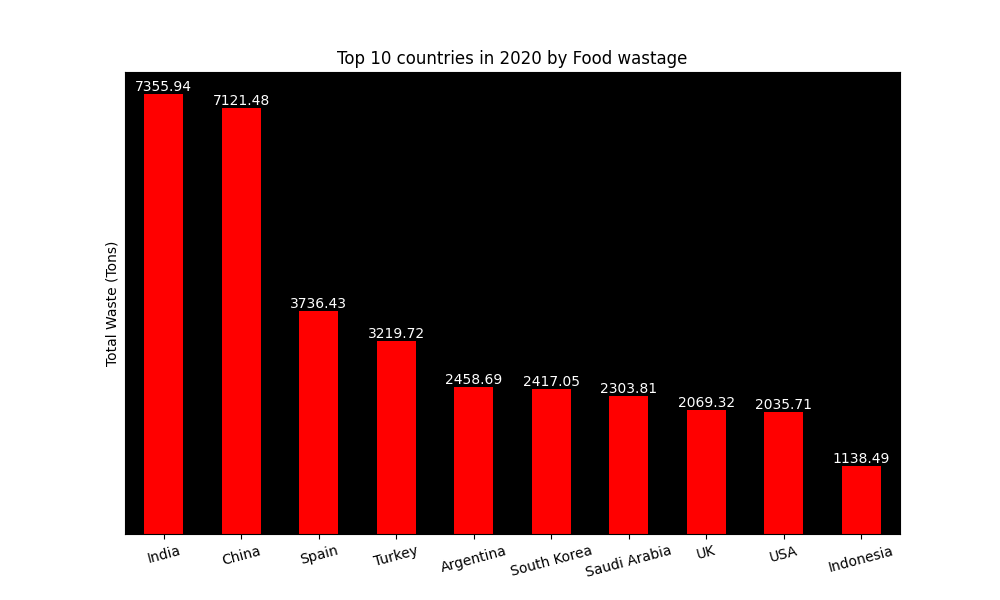 Top 10 countries in 2020 by Food wastage
Total Waste (Tons)
7355.94
7121.48
3736.43
3219.72
2458.69
2417.05
2303.81
2069.32
2035.71
1138.49
India
China
Spain
Turkey
Argentina
South Korea
Saudi Arabia
UK
USA
Indonesia